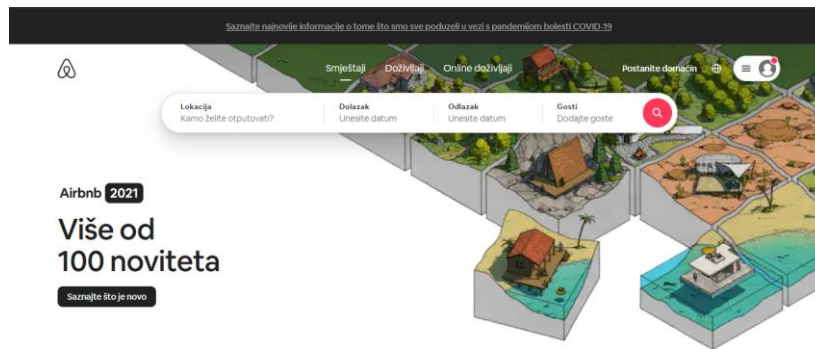 Saznajte najnovije informacije o tome što smo sve poduzeli u vezi s pandemijom bolesti COVID-19
Smještaji Doživljaji Online doživljaji Postanite domaćin
Lokacija Dolazak Odlazak Gosti
Kamo želite otputovati? Unesite datum Unesite datum Dodajte goste
Airbnb 2021
Više od
100 noviteta
Saznajte što je novo